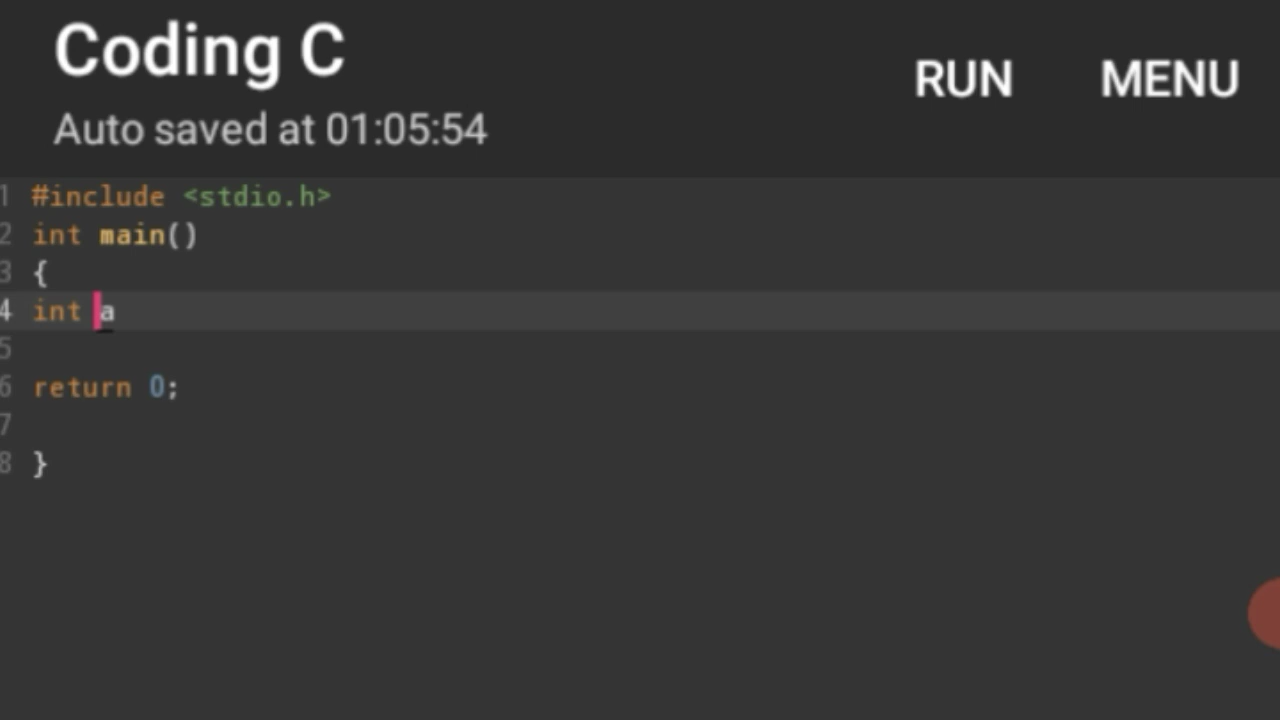 Coding C
Auto saved at 01:05:54
RUN MENU
1 #include <stdio.h>
2 int main()
3 {
4 int a
5
6 return 0;
7
8 }